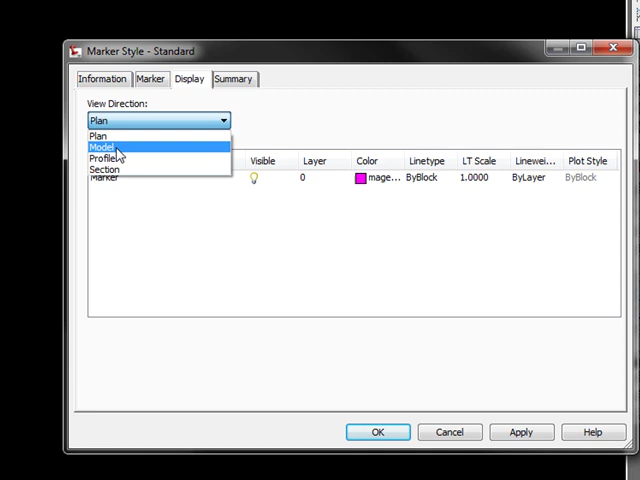 Marker Style - Standard
Information Marker Display Summary
View Direction:
Plan
Plan
Model
Profile
Section
Visible Layer Color Linetype LT Scale Linewei... Plot Style
Marker 0 mage... ByBlock 1.0000 ByLayer ByBlock
OK Cancel Apply Help